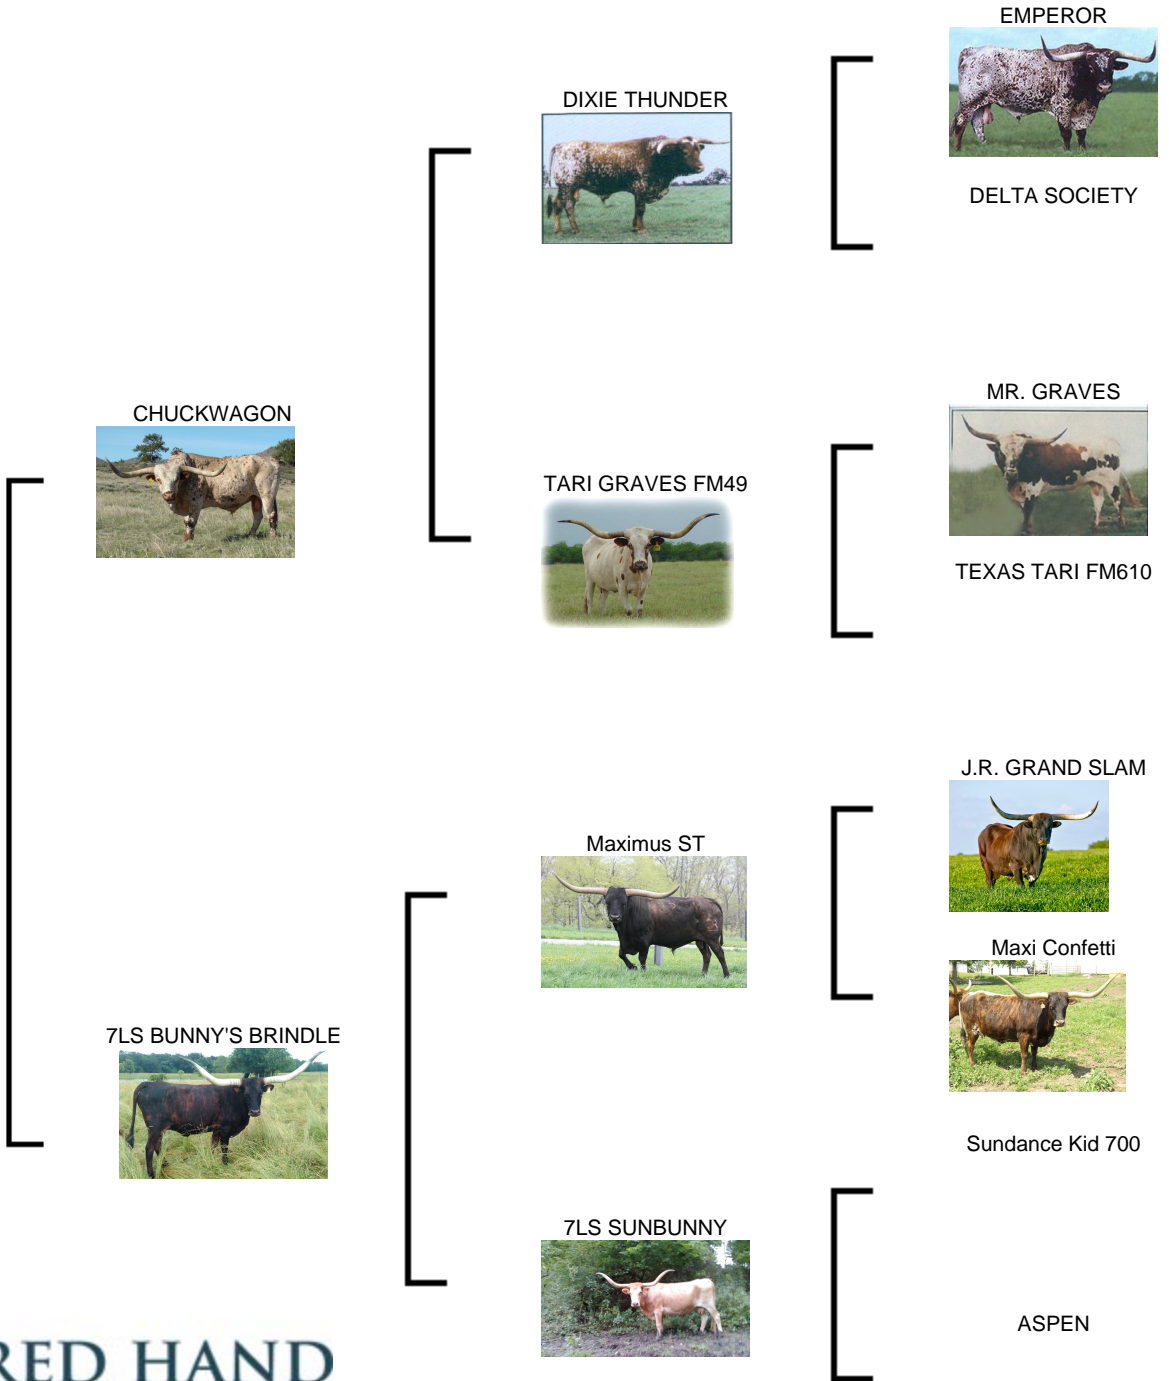 EMPEROR
DIXIE THUNDER
DELTA SOCIETY
MR. GRAVES
CHUCKWAGON
TARI GRAVES FM49
TEXAS TARI FM610
J.R. GRAND SLAM
Maximus ST
Maxi Confetti
7LS BUNNY'S BRINDLE
Sundance Kid 700
7LS SUNBUNNY
ASPEN
RED HAND